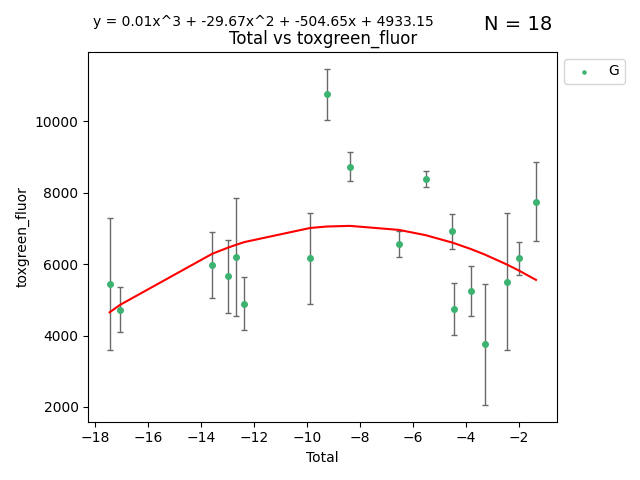 y = 0.01x^3 + -29.67x^2 + -504.65x + 4933.15
N = 18
Total vs toxgreen_fluor
G
toxgreen_fluor
10000
8000
6000
4000
2000
−18 −16 −14 −12 −10 −8 −6 −4 −2
Total